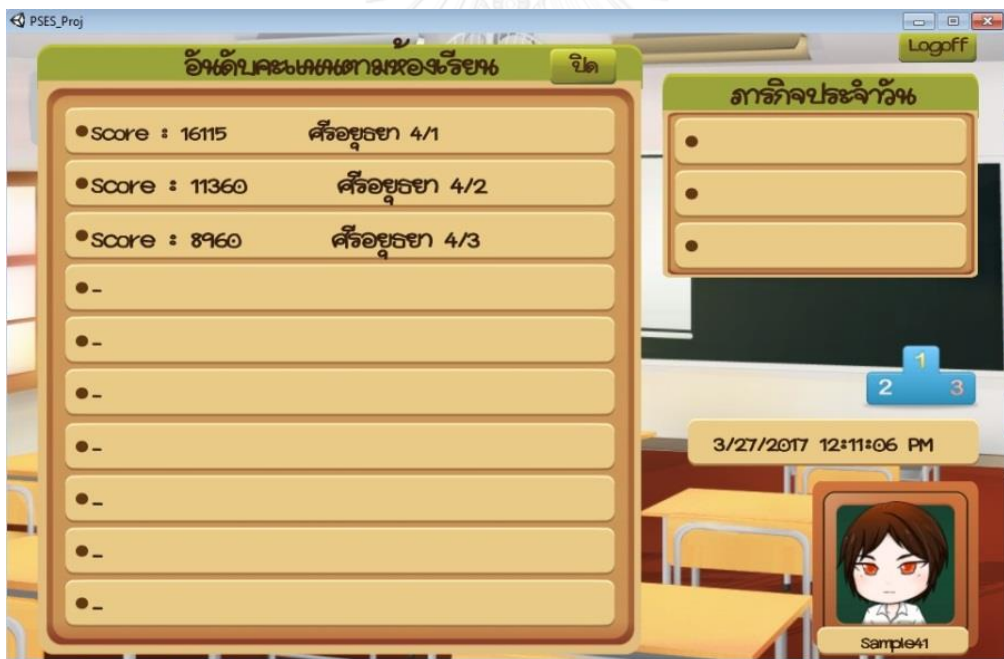 PSES_Proj
Logoff
อันดับคะแนนตามห้องเรียน
ปิด
Score : 16115 ศรีอยุธยา 4/1
Score : 11360 ศรีอยุธยา 4/2
Score : 8960 ศรีอยุธยา 4/3
-
-
-
-
-
-
-
ภารกิจประจำวัน
1
2 3
3/27/2017 12:11:06 PM
Sample41